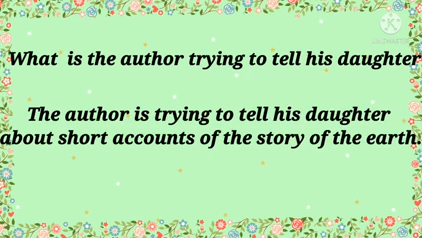 What is the author trying to tell his daughter
The author is trying to tell his daughter
about short accounts of the story of the earth.